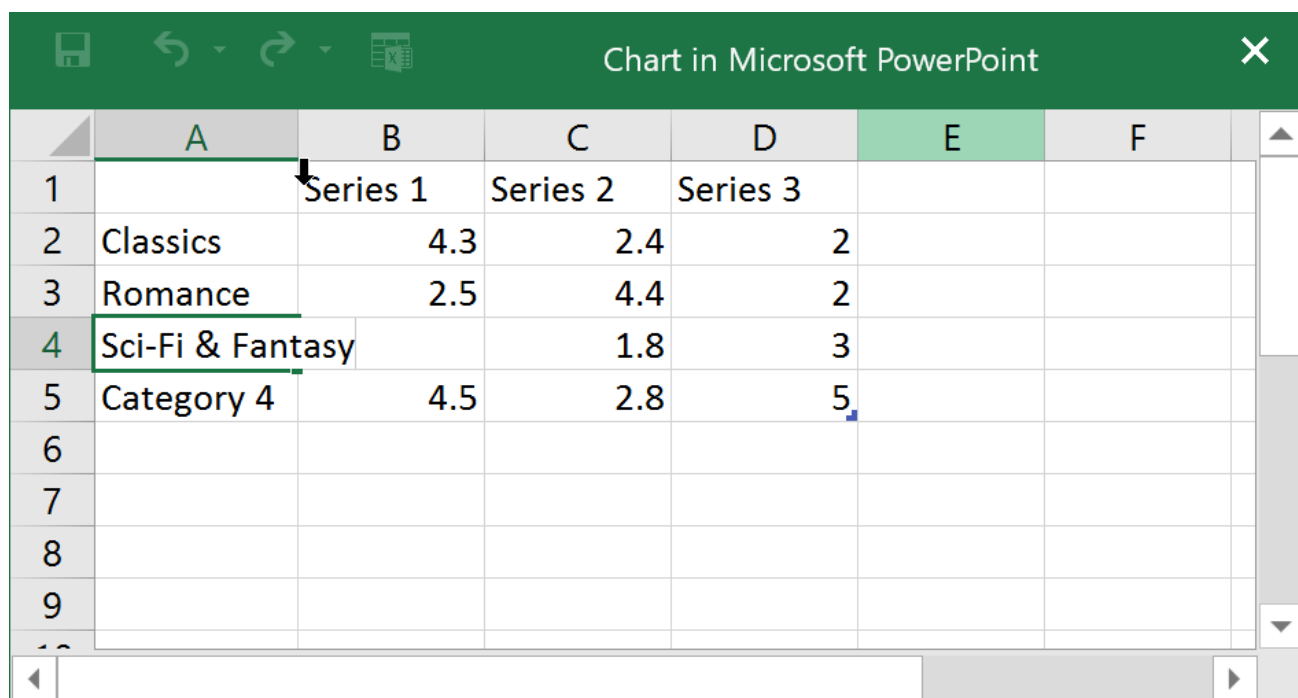 Chart in Microsoft PowerPoint
A B C D E F
1 Series 1 Series 2 Series 3
2 Classics 4.3 2.4 2
3 Romance 2.5 4.4 2
4 Sci-Fi & Fantasy 1.8 3
5 Category 4 4.5 2.8 5
6
7
8
9